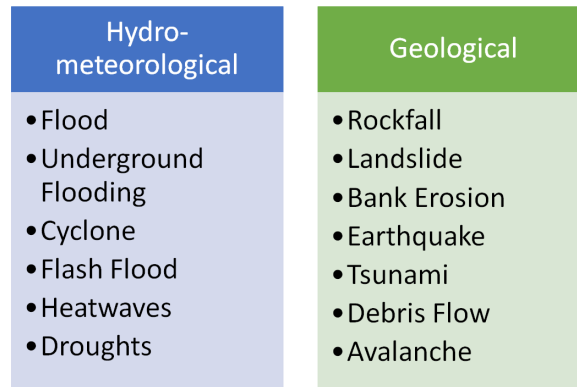 Hydro-
meteorological
•Flood
•Underground
Flooding
•Cyclone
•Flash Flood
•Heatwaves
•Droughts
Geological
•Rockfall
•Landslide
•Bank Erosion
•Earthquake
•Tsunami
•Debris Flow
•Avalanche